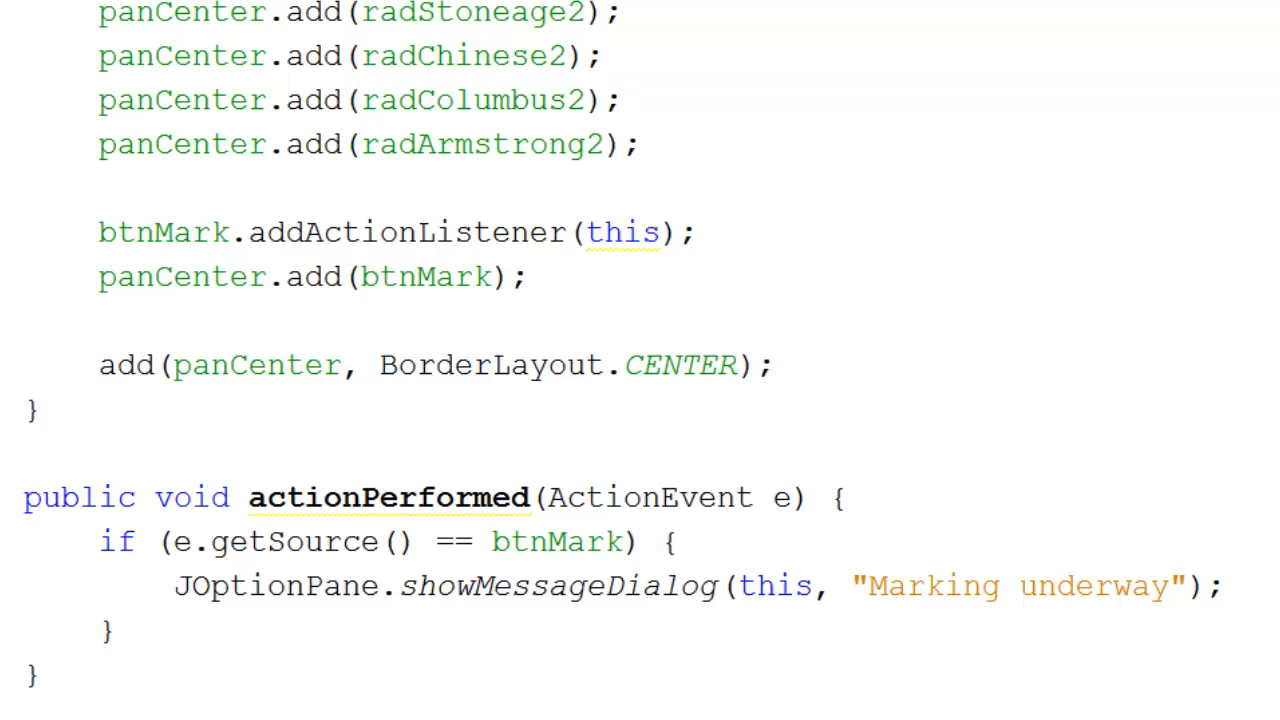 panCenter.add(radStoneage2);
panCenter.add(radChinese2);
panCenter.add(radColumbus2);
panCenter.add(radArmstrong2);
btnMark.addActionListener(this);
panCenter.add(btnMark);
add(panCenter, BorderLayout.CENTER);
}
public void actionPerformed(ActionEvent e) {
if (e.getSource() == btnMark) {
JOptionPane.showMessageDialog(this, "Marking underway");
}
}